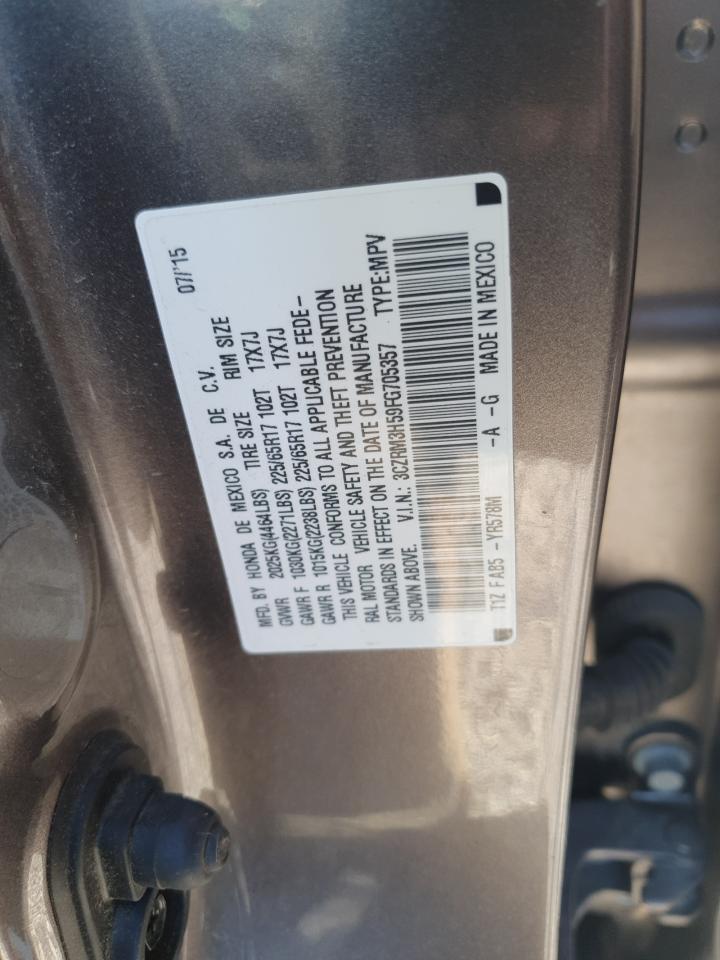 MFD. BY HONDA DE MEXICO S.A. DE C.V. 07/'15
GVWR 2025KG(4464LBS) TIRE SIZE RIM SIZE
GAWR F 1030KG(2271LBS) 225/65R17 102T 17X7J
GAWR R 1015KG(2238LBS) 225/65R17 102T 17X7J
THIS VEHICLE CONFORMS TO ALL APPLICABLE FEDE-
RAL MOTOR VEHICLE SAFETY AND THEFT PREVENTION
STANDARDS IN EFFECT ON THE DATE OF MANUFACTURE
SHOWN ABOVE. V.I.N.: 3CZRM3H59FG705357 TYPE:MPV
T1Z FAB5 -YR578M -A -G MADE IN MEXICO